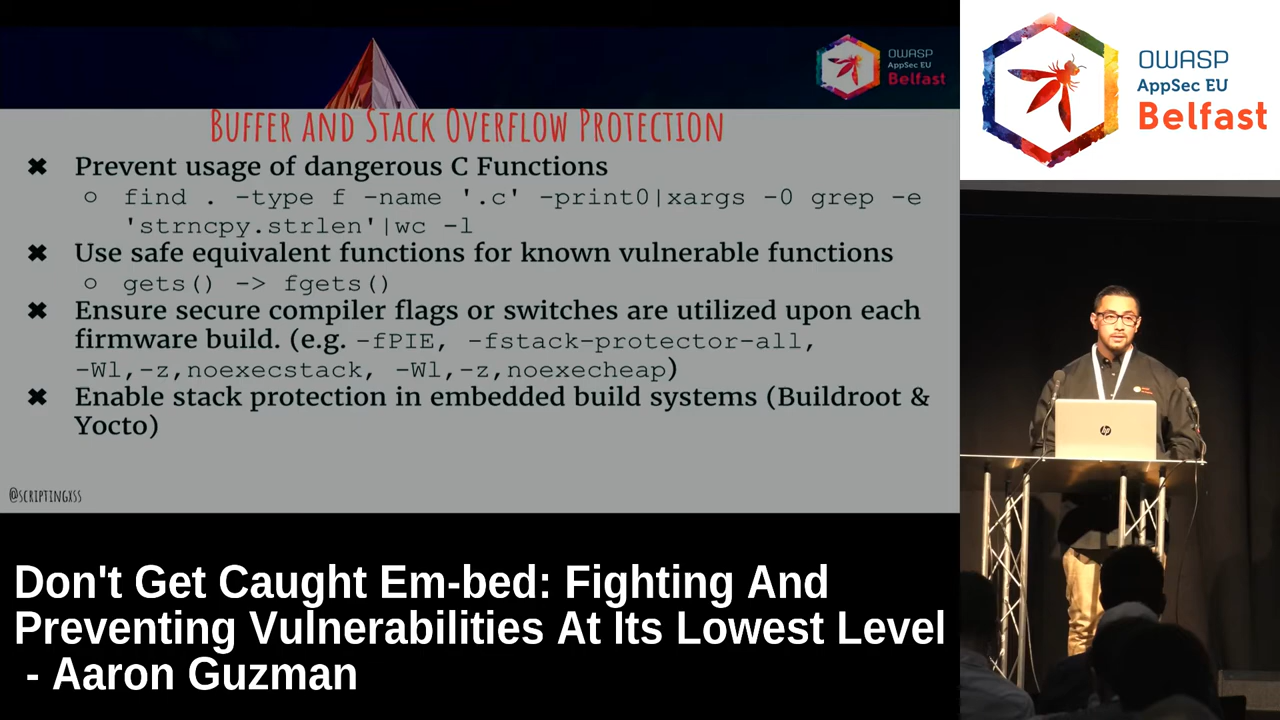 OWASP
AppSec EU
Belfast
BUFFER AND STACK OVERFLOW PROTECTION
✖ Prevent usage of dangerous C Functions
○ find . -type f -name '.c' -print0|xargs -0 grep -e
'strncpy.strlen'|wc -l
✖ Use safe equivalent functions for known vulnerable functions
○ gets() -> fgets()
✖ Ensure secure compiler flags or switches are utilized upon each
firmware build. (e.g. -fPIE, -fstack-protector-all,
-Wl,-z,noexecstack, -Wl,-z,noexecheap)
✖ Enable stack protection in embedded build systems (Buildroot &
Yocto)
@SCRIPTINGXSS
OWASP
AppSec EU
Belfast
hp
Don't Get Caught Em-bed: Fighting And
Preventing Vulnerabilities At Its Lowest Level
- Aaron Guzman